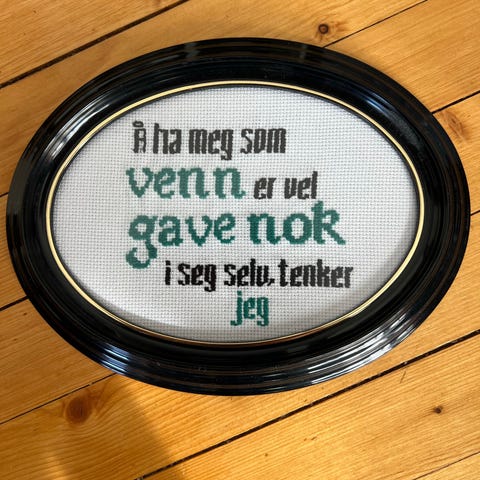 Å ha meg som
venn er vel
gave nok
i seg selv, tenker
jeg